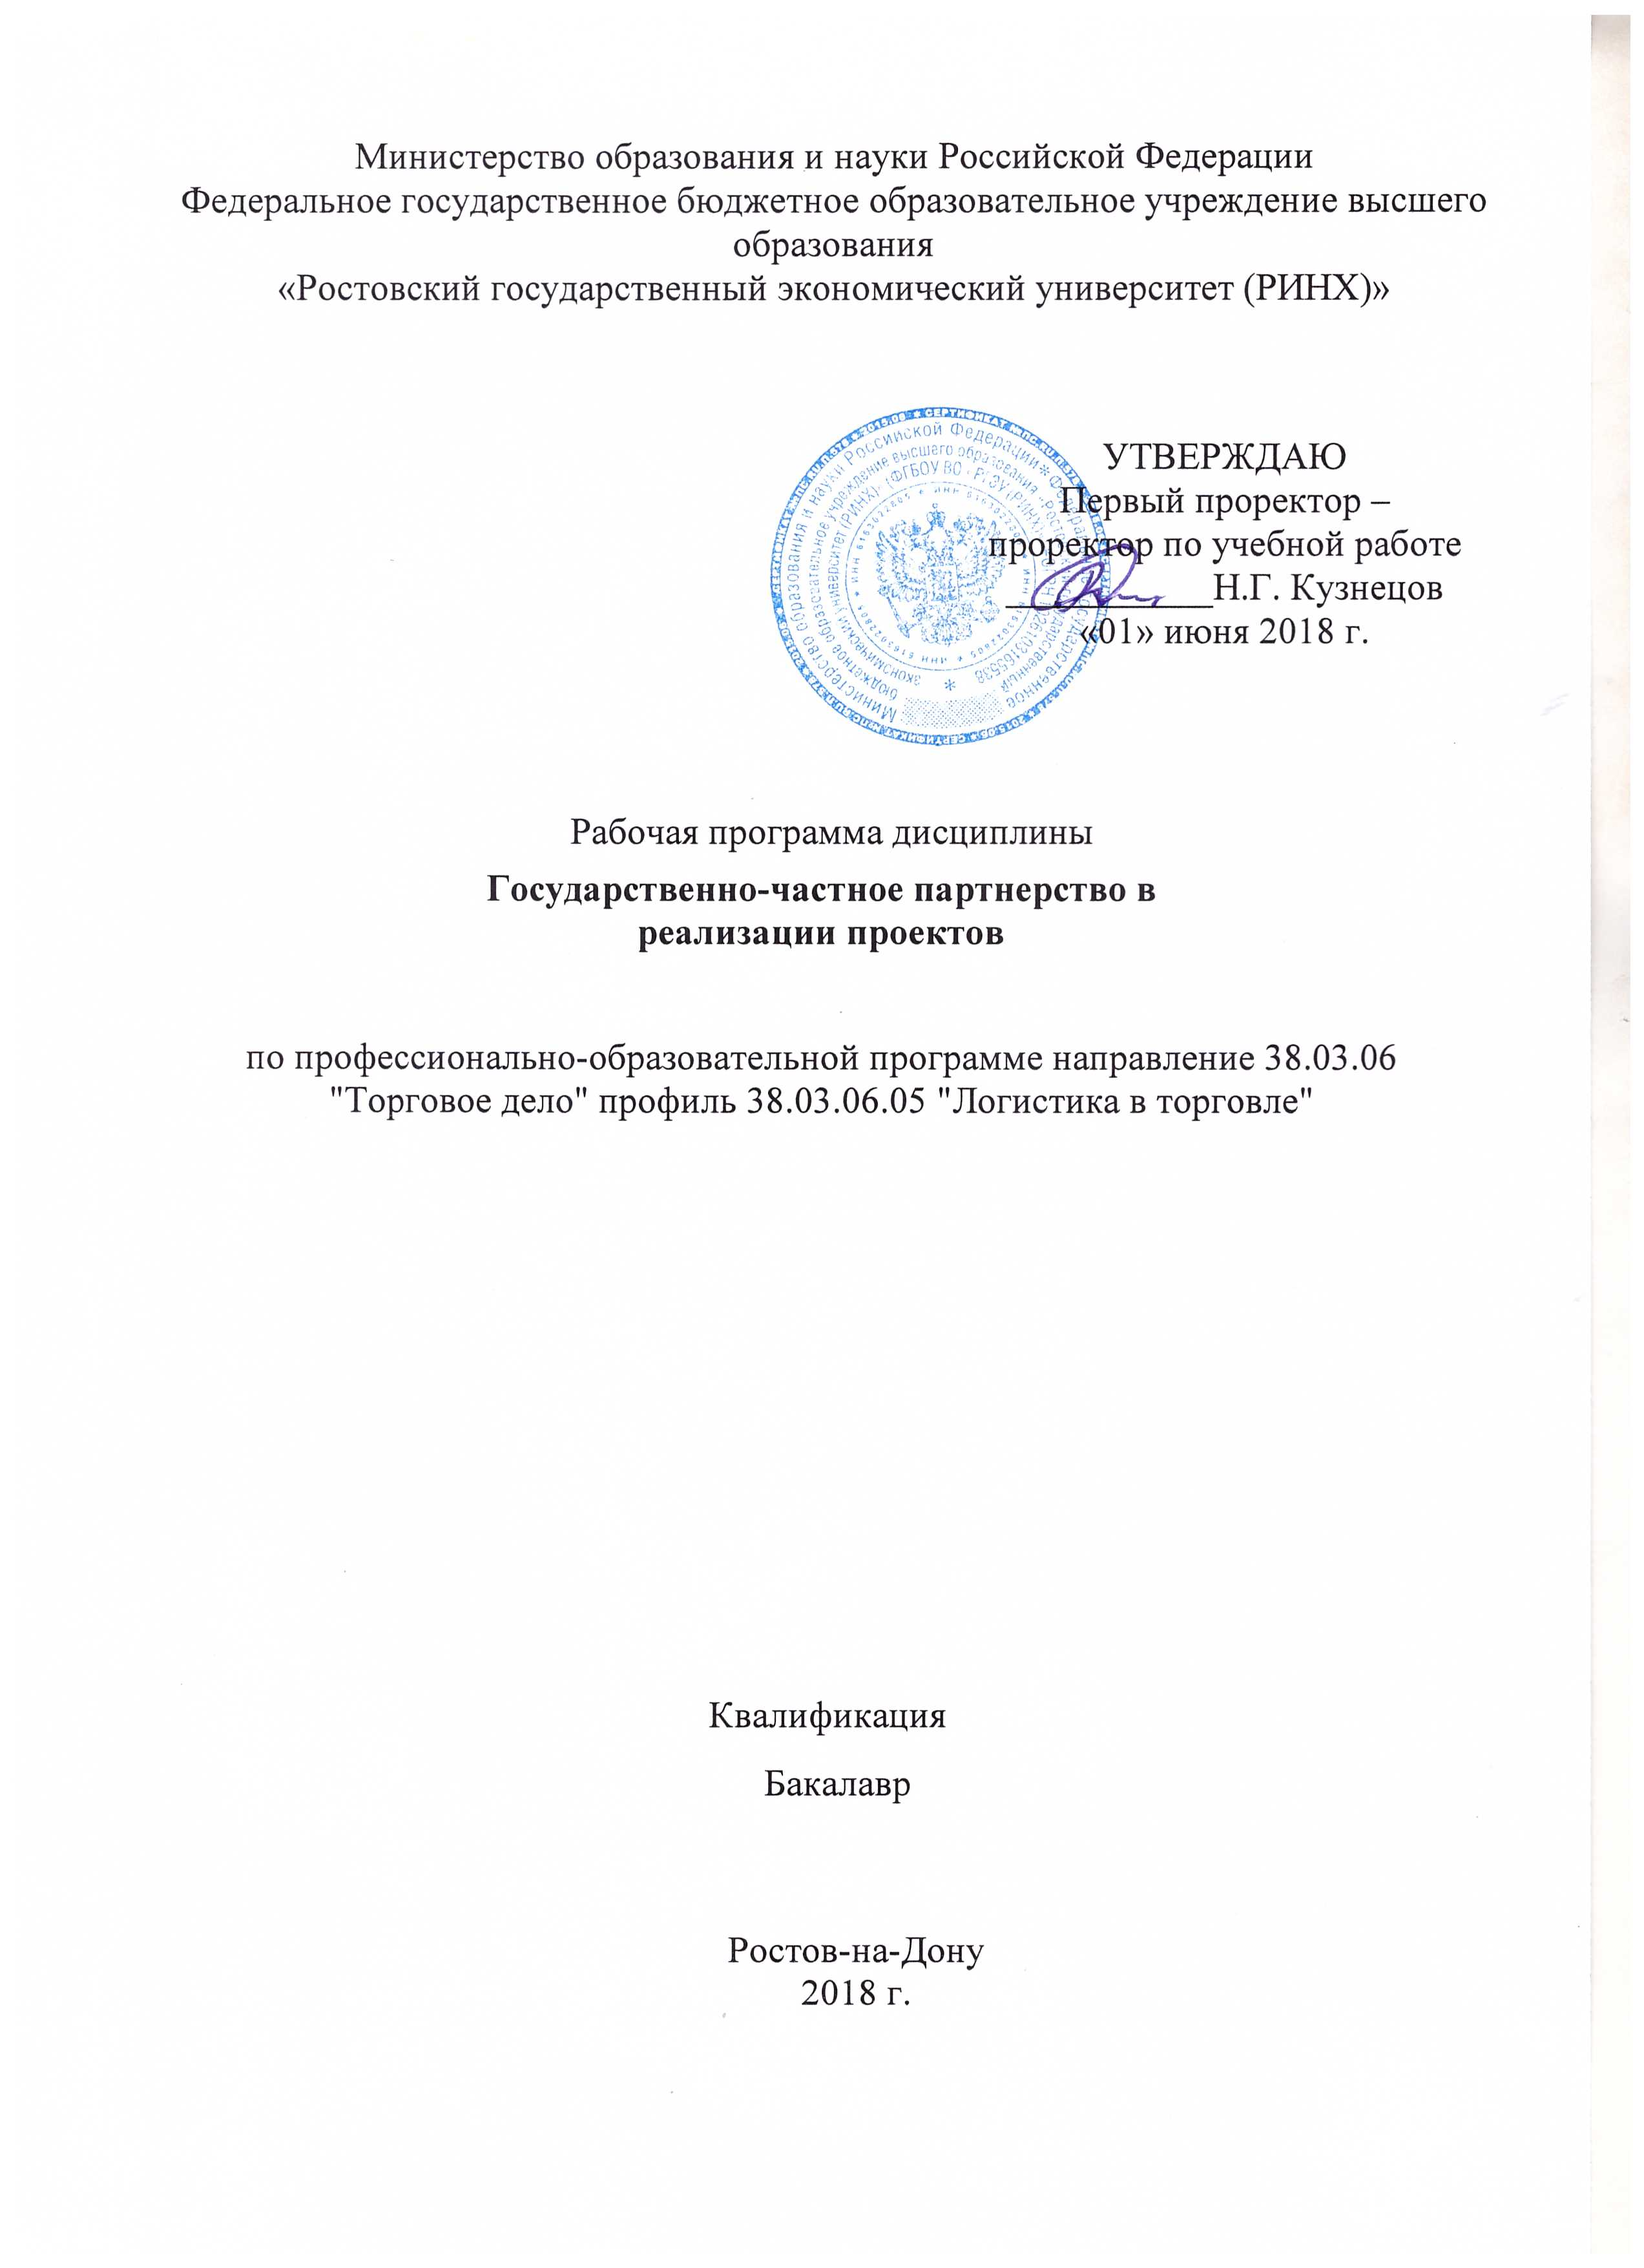 Министерство образования и науки Российской Федерации
Федеральное государственное бюджетное образовательное учреждение высшего
образования
«Ростовский государственный экономический университет (РИНХ)»
УТВЕРЖДАЮ
Первый проректор –
проректор по учебной работе
Н.Г. Кузнецов
«01» июня 2018 г.
Рабочая программа дисциплины
Государственно-частное партнерство в
реализации проектов
по профессионально-образовательной программе направление 38.03.06
"Торговое дело" профиль 38.03.06.05 "Логистика в торговле"
Квалификация
Бакалавр
Ростов-на-Дону
2018 г.